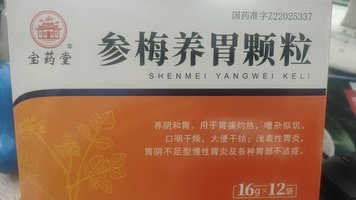 国药准字Z22025337
宝药堂
参梅养胃颗粒
SHENMEI YANGWEI KELI
养阴和胃。用于胃痛灼热，嘈杂似饥，
口咽干燥，大便干结；浅表性胃炎，
胃阴不足型慢性胃炎及各种胃部不适症。
16g×12袋